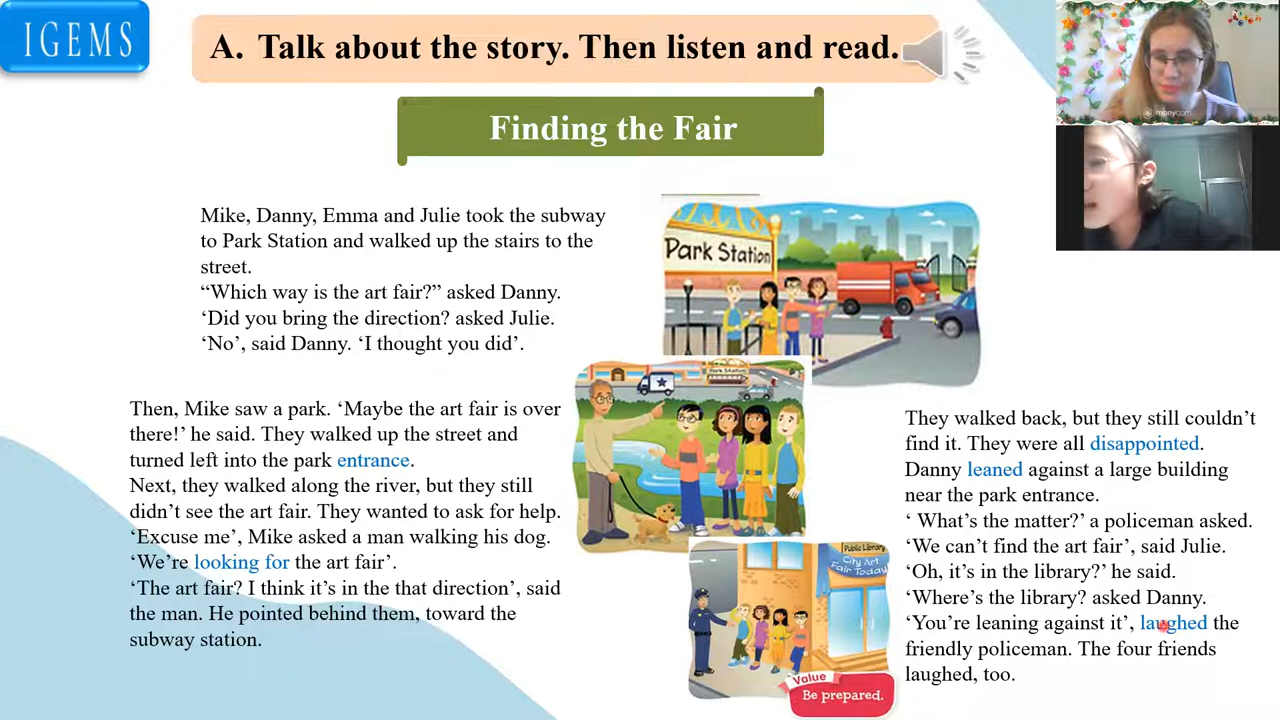 IGEMS
A. Talk about the story. Then listen and read.
Finding the Fair
Mike, Danny, Emma and Julie took the subway
to Park Station and walked up the stairs to the
street.
“Which way is the art fair?” asked Danny.
‘Did you bring the direction? asked Julie.
‘No’, said Danny. ‘I thought you did’.
Park Station
Then, Mike saw a park. ‘Maybe the art fair is over
there!’ he said. They walked up the street and
turned left into the park entrance.
Next, they walked along the river, but they still
didn’t see the art fair. They wanted to ask for help.
‘Excuse me’, Mike asked a man walking his dog.
‘We’re looking for the art fair’.
‘The art fair? I think it’s in the that direction’, said
the man. He pointed behind them, toward the
subway station.
Park Station
They walked back, but they still couldn’t
find it. They were all disappointed.
Danny leaned against a large building
near the park entrance.
‘ What’s the matter?’ a policeman asked.
‘We can’t find the art fair’, said Julie.
‘Oh, it’s in the library?’ he said.
‘Where’s the library? asked Danny.
‘You’re leaning against it’, laughed the
friendly policeman. The four friends
laughed, too.
Public Library
City Art
Fair Today
Value
Be prepared.
manycam